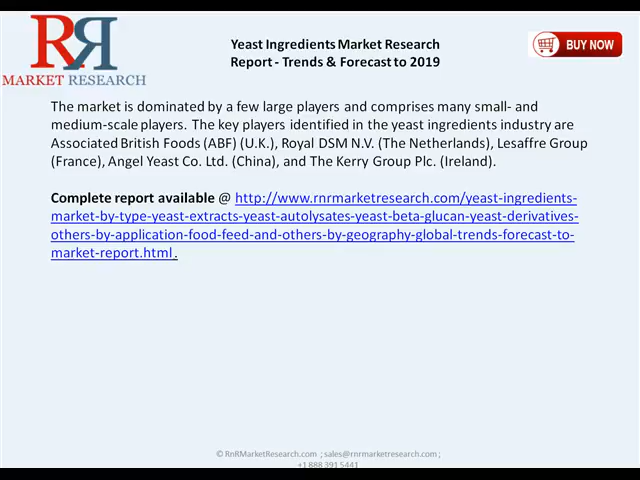 RR
MARKET RESEARCH
Yeast Ingredients Market Research
Report - Trends & Forecast to 2019
BUY NOW
The market is dominated by a few large players and comprises many small- and
medium-scale players. The key players identified in the yeast ingredients industry are
Associated British Foods (ABF) (U.K.), Royal DSM N.V. (The Netherlands), Lesaffre Group
(France), Angel Yeast Co. Ltd. (China), and The Kerry Group Plc. (Ireland).
Complete report available @ http://www.rnrmarketresearch.com/yeast-ingredients-
market-by-type-yeast-extracts-yeast-autolysates-yeast-beta-glucan-yeast-derivatives-
others-by-application-food-feed-and-others-by-geography-global-trends-forecast-to-
market-report.html .
© RnRMarketResearch.com ; sales@rnrmarketresearch.com ;
+1 888 391 5441